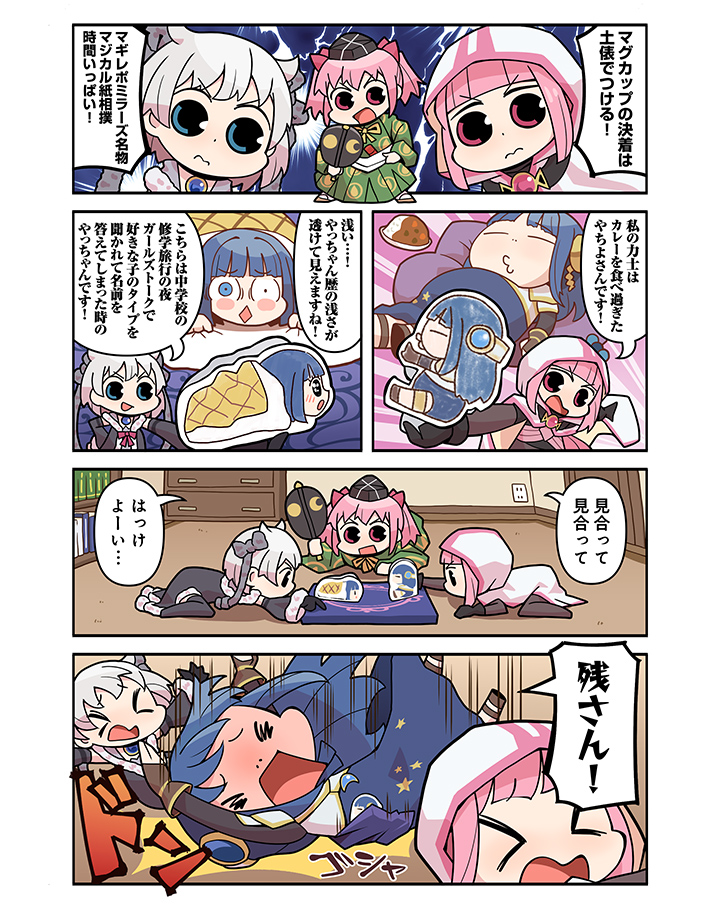 マグカップの決着は
土俵でつける！
マギレポミラーズ名物
マジカル紙相撲
時間いっぱい！
私の力士は
カレーを食べ過ぎた
やちよさんです！
浅い…！
やっちゃん歴の浅さが
透けて見えますね！
こちらは中学校の
修学旅行の夜
ガールズトークで
好きな子のタイプを
聞かれて名前を
答えてしまった時の
やっちゃんです！
見合って
見合って
はっけ
よーい…
残さん！
ドンッ
ゴシャ